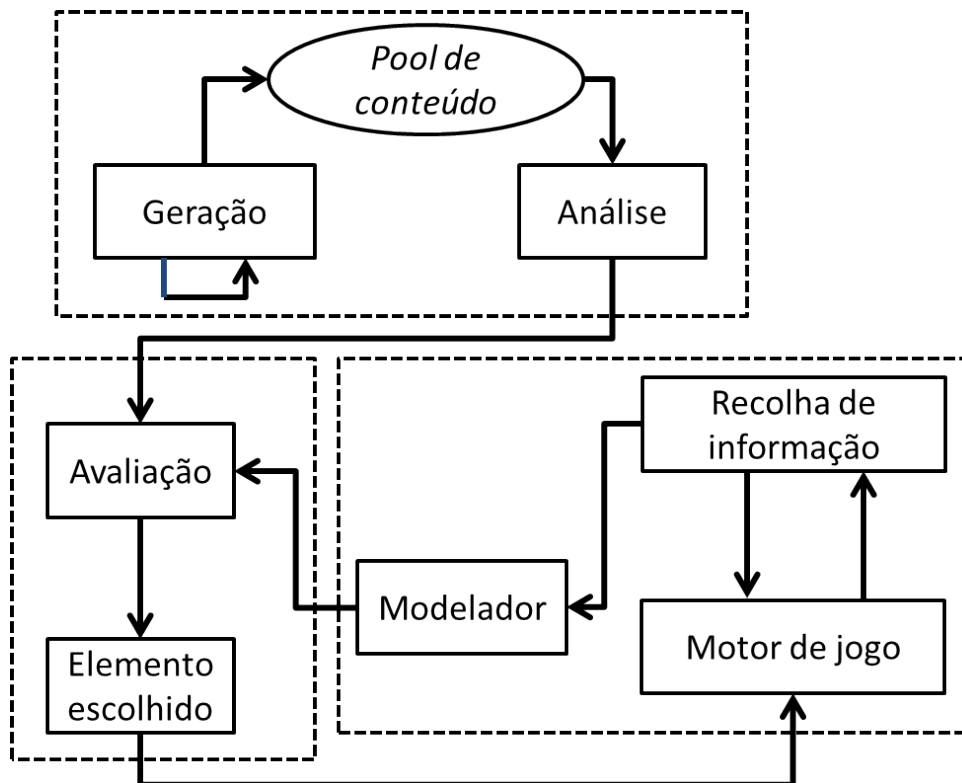 Pool de
conteúdo
Geração
Análise
Recolha de
informação
Avaliação
Modelador
Motor de jogo
Elemento
escolhido